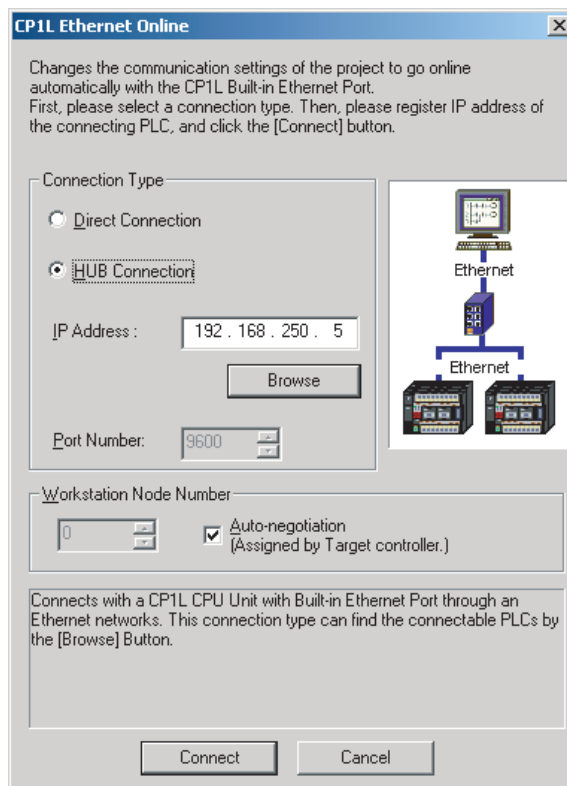 CP1L Ethernet Online
Changes the communication settings of the project to go online
automatically with the CP1L Built-in Ethernet Port.
First, please select a connection type. Then, please register IP address of
the connecting PLC, and click the [Connect] button.
Connection Type
Direct Connection
HUB Connection
IP Address :
192 . 168 . 250 . 5
Browse
Port Number:
9600
Ethernet
Ethernet
Workstation Node Number
0
Auto-negotiation
(Assigned by Target controller.)
Connects with a CP1L CPU Unit with Built-in Ethernet Port through an
Ethernet networks. This connection type can find the connectable PLCs by
the [Browse] Button.
Connect
Cancel